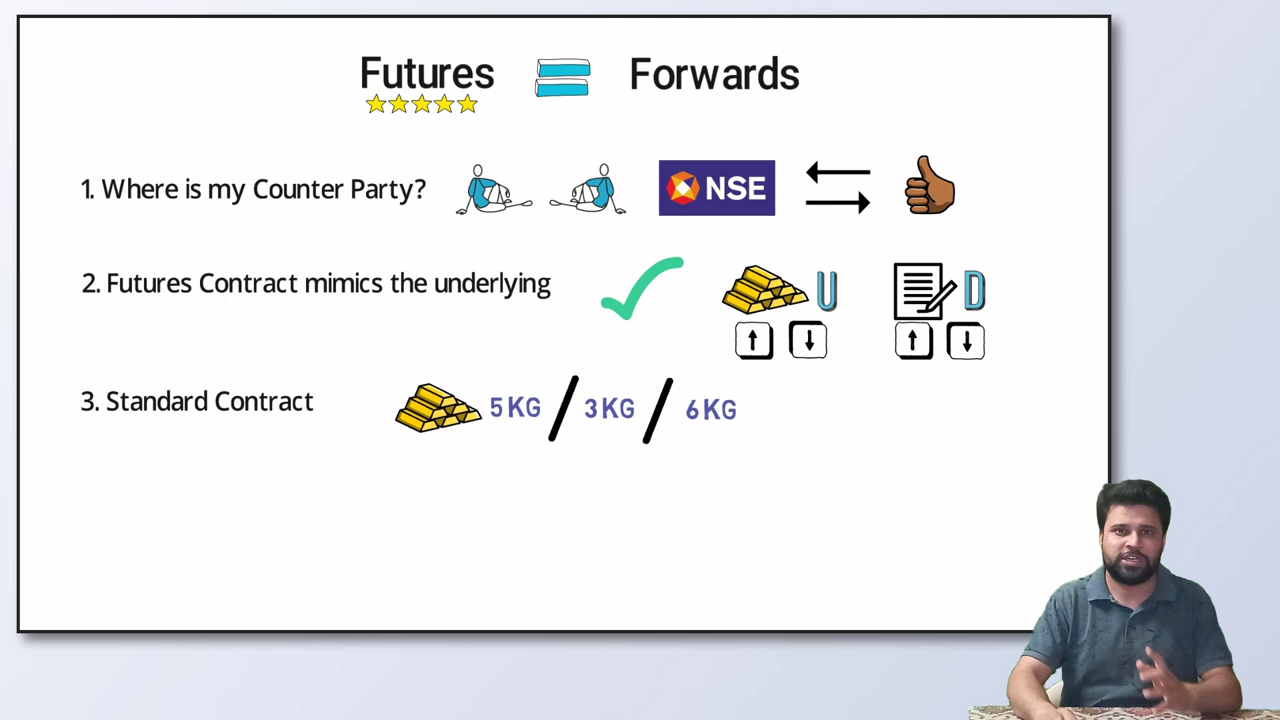 Futures = Forwards
1. Where is my Counter Party? NSE
2. Futures Contract mimics the underlying U D
3. Standard Contract 5 KG / 3 KG / 6 KG